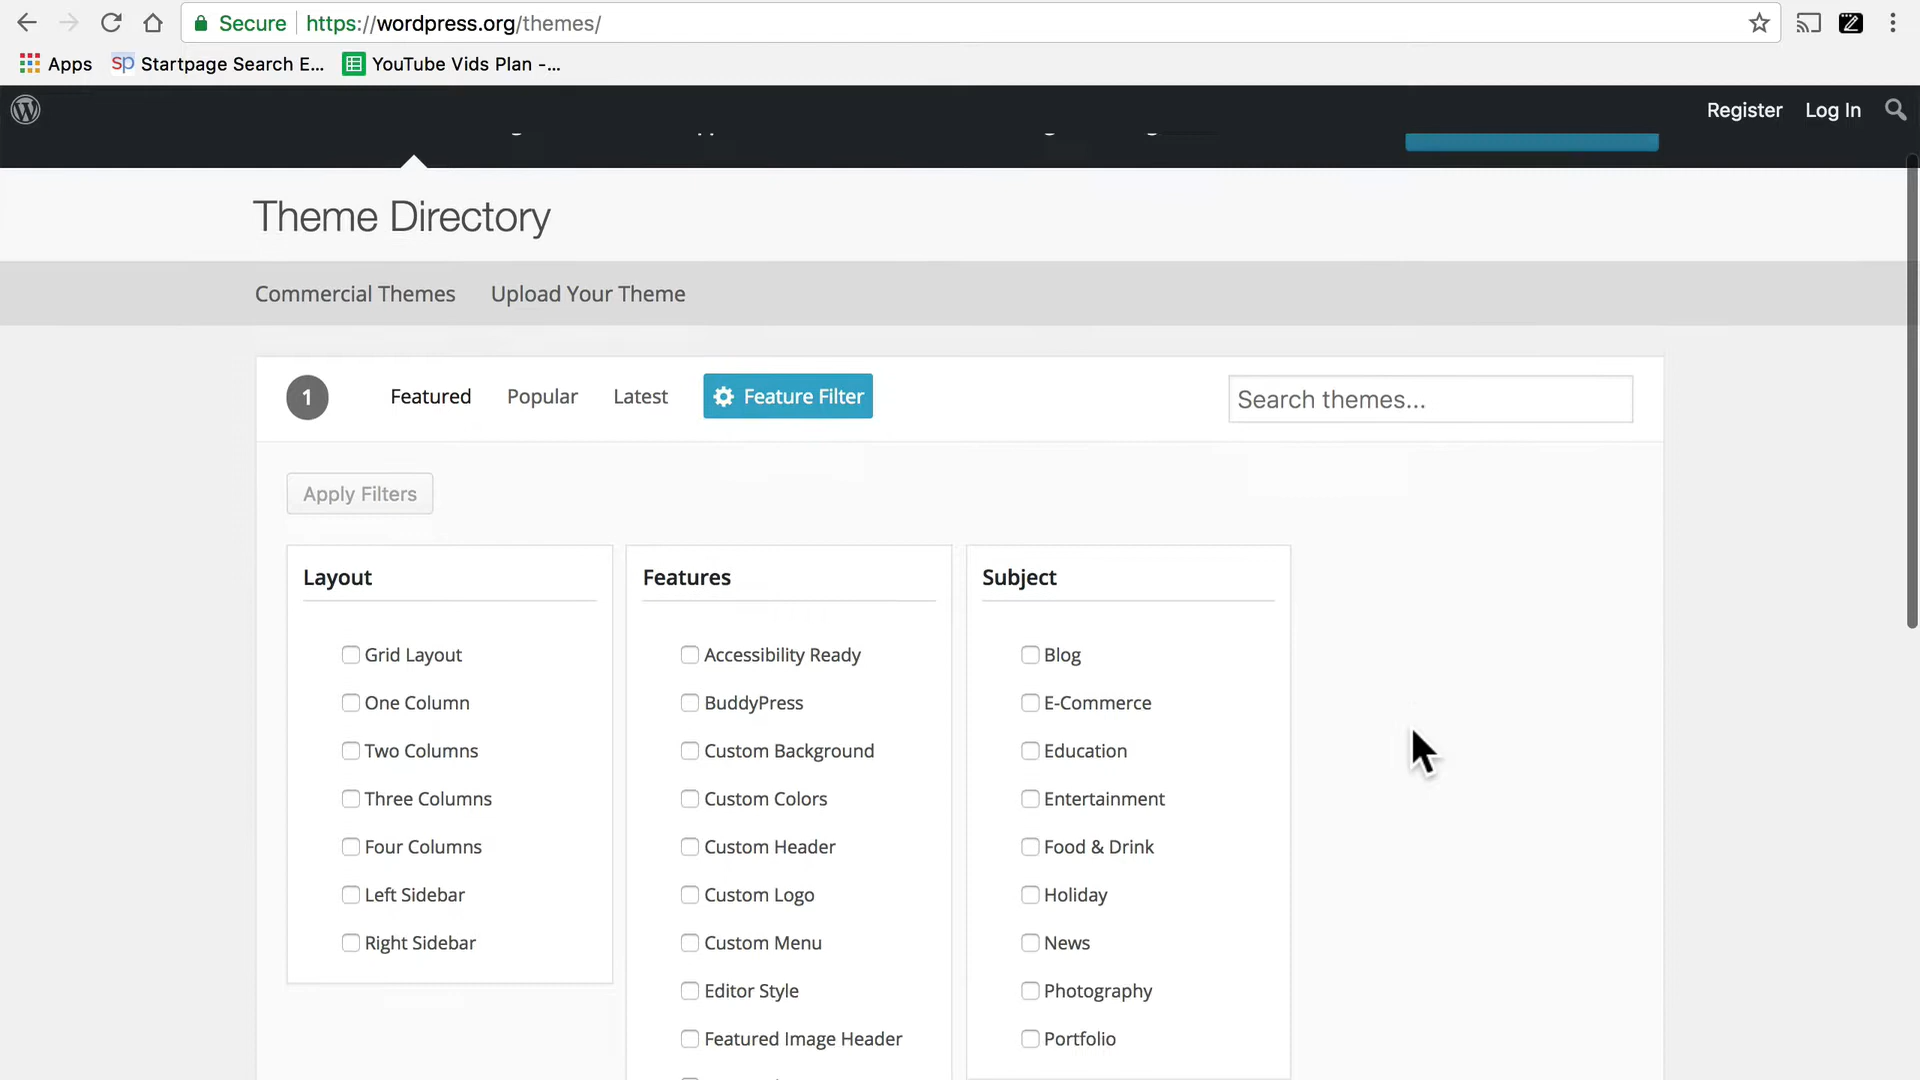 Secure https://wordpress.org/themes/
Apps Startpage Search E... YouTube Vids Plan -...
Register Log In
Theme Directory
Commercial Themes Upload Your Theme
1 Featured Popular Latest Feature Filter Search themes...
Apply Filters
Layout
Grid Layout
One Column
Two Columns
Three Columns
Four Columns
Left Sidebar
Right Sidebar
Features
Accessibility Ready
BuddyPress
Custom Background
Custom Colors
Custom Header
Custom Logo
Custom Menu
Editor Style
Featured Image Header
Subject
Blog
E-Commerce
Education
Entertainment
Food & Drink
Holiday
News
Photography
Portfolio